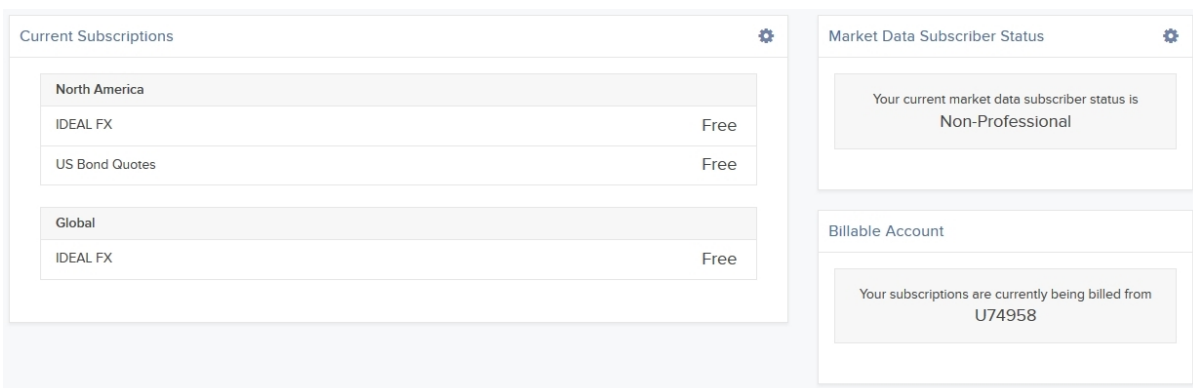 Current Subscriptions
North America
IDEAL FX Free
US Bond Quotes Free
Global
IDEAL FX Free
Market Data Subscriber Status
Your current market data subscriber status is
Non-Professional
Billable Account
Your subscriptions are currently being billed from
U74958